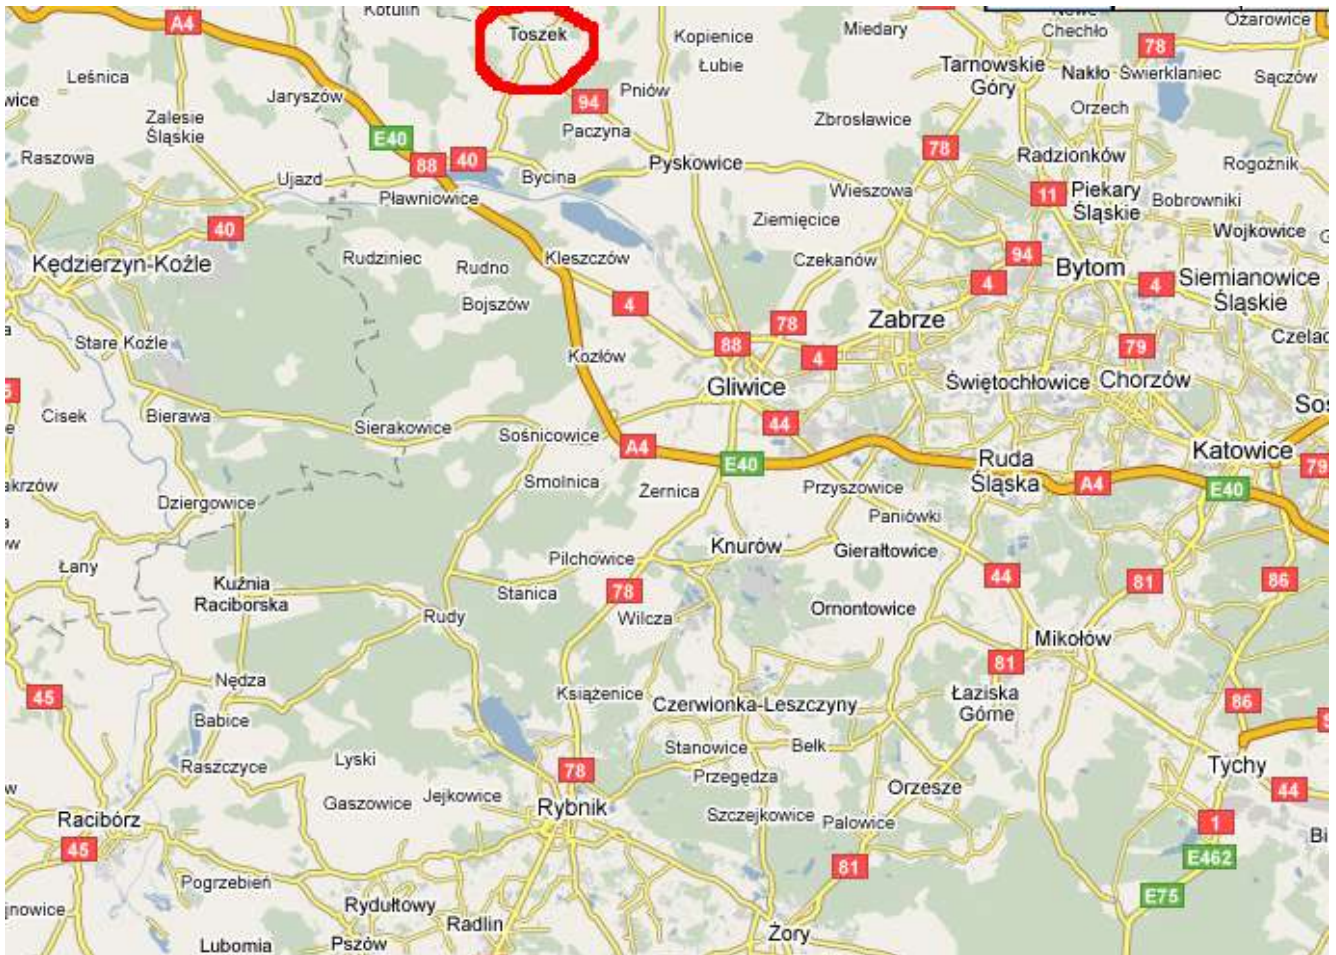 Kotulin
A4
Toszek
Kopienice
Łubie
Miedary
Nowe
Chechło
Ożarowice
78
Leśnica
Jaryszów
Pniów
94
Tarnowskie
Góry
Nakło
Świerklaniec
Sączów
wice
Zalesie
Śląskie
E40
Paczyna
Zbrosławice
Orzech
Raszowa
88
40
Bycina
Pyskowice
78
Radzionków
Rogoźnik
Ujazd
Pławniowice
Wieszowa
11
Piekary
Śląskie
Bobrowniki
40
Ziemięcice
Wojkowice
Kędzierzyn-Koźle
Rudziniec
Rudno
Kleszczów
Czekanów
94
Bytom
Siemianowice
Śląskie
Bojszów
4
4
4
Stare Koźle
Kozłów
88
78
Zabrze
79
Czelac
4
Cisek
Bierawa
Gliwice
Świętochłowice
Chorzów
Sierakowice
Sośnicowice
44
Sos
A4
E40
Ruda
Śląska
Katowice
79
akrzów
Dziergowice
Smolnica
Żernica
Przyszowice
A4
E40
Paniówki
Łany
Pilchowice
Knurów
Gierałtowice
Kuźnia
Raciborska
Stanica
78
44
81
86
Rudy
Wilcza
Ornontowice
Mikołów
81
45
Nędza
Książenice
Czerwionka-Leszczyny
Łaziska
Górne
86
Babice
Stanowice
Bełk
Raszczyce
Lyski
78
Przegędza
Tychy
Gaszowice
Jejkowice
Rybnik
Orzesze
44
Racibórz
Szczejkowice
Palowice
1
45
81
E462
Pogrzebień
E75
jnowice
Rydułtowy
Radlin
Lubomia
Pszów
Żory